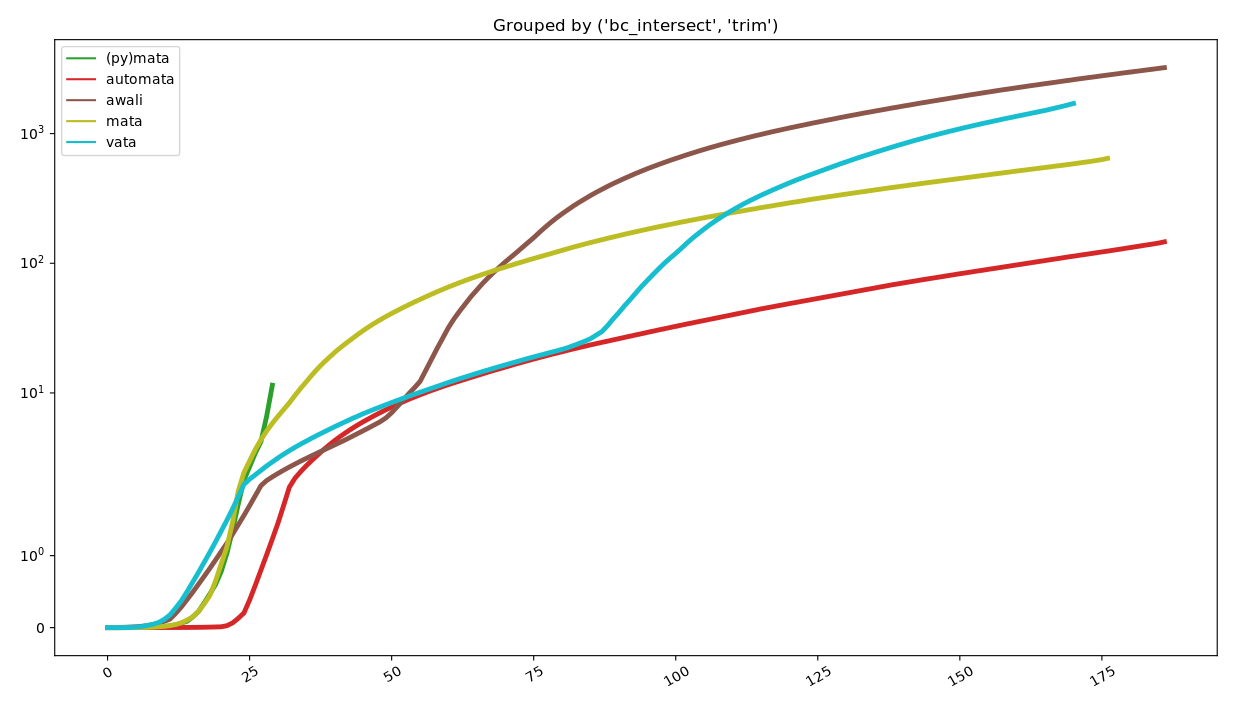 Grouped by ('bc_intersect', 'trim')
(py)mata
automata
awali
mata
vata
10³
10²
10¹
10⁰
0
0
25
50
75
100
125
150
175